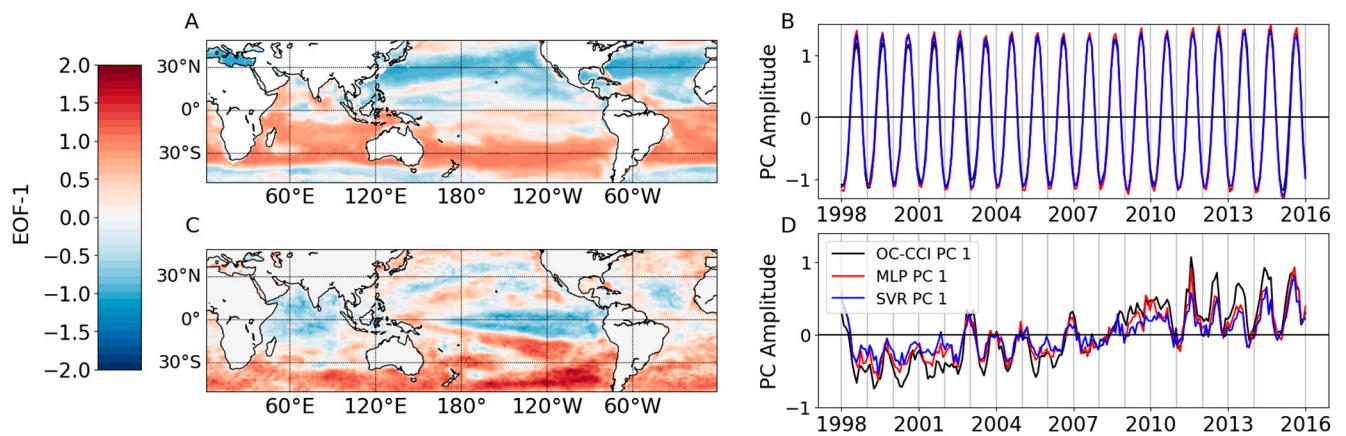 A
B
2.0
1.5
1.0
0.5
0.0
−0.5
−1.0
−1.5
−2.0
EOF-1
30°N
0°
30°S
60°E 120°E 180° 120°W 60°W
PC Amplitude
1
0
−1
1998 2001 2004 2007 2010 2013 2016
C
D
30°N
0°
30°S
60°E 120°E 180° 120°W 60°W
PC Amplitude
1
0
−1
OC-CCI PC 1
MLP PC 1
SVR PC 1
1998 2001 2004 2007 2010 2013 2016